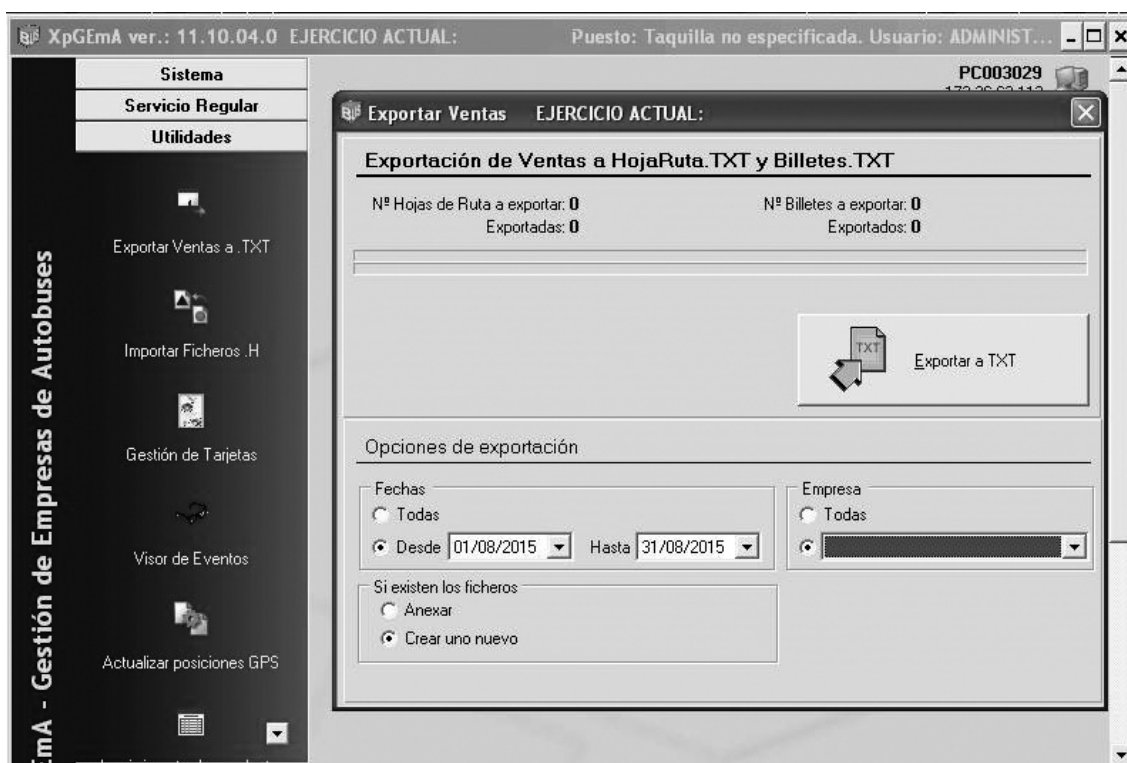 XpGEmA ver.: 11.10.04.0 EJERCICIO ACTUAL: Puesto: Taquilla no especificada. Usuario: ADMINIST...
Sistema
Servicio Regular
Utilidades
PC003029
Exportar Ventas a .TXT
Importar Ficheros .H
Gestión de Tarjetas
Visor de Eventos
Actualizar posiciones GPS
EmA - Gestión de Empresas de Autobuses
Exportar Ventas EJERCICIO ACTUAL:
Exportación de Ventas a HojaRuta.TXT y Billetes.TXT
Nº Hojas de Ruta a exportar: 0 Nº Billetes a exportar: 0
Exportadas: 0 Exportados: 0
TXT
Exportar a TXT
Opciones de exportación
Fechas
Todas
Desde 01/08/2015 Hasta 31/08/2015
Empresa
Todas
Si existen los ficheros
Anexar
Crear uno nuevo